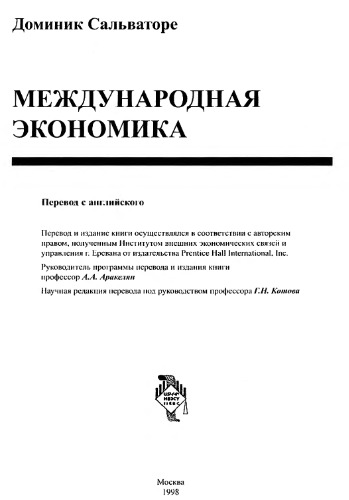 Доминик Сальваторе
МЕЖДУНАРОДНАЯ
ЭКОНОМИКА
Перевод с английского
Перевод и издание книги осуществлялся в соответствии с авторским
правом, полученным Институтом внешних экономических связей и
управления г. Еревана от издательства Prentice Hall International, Inc.
Руководитель программы перевода и издания книги
профессор А.А. Аракелян
Научная редакция перевода под руководством профессора Г.Н. Котова
Москва
1998